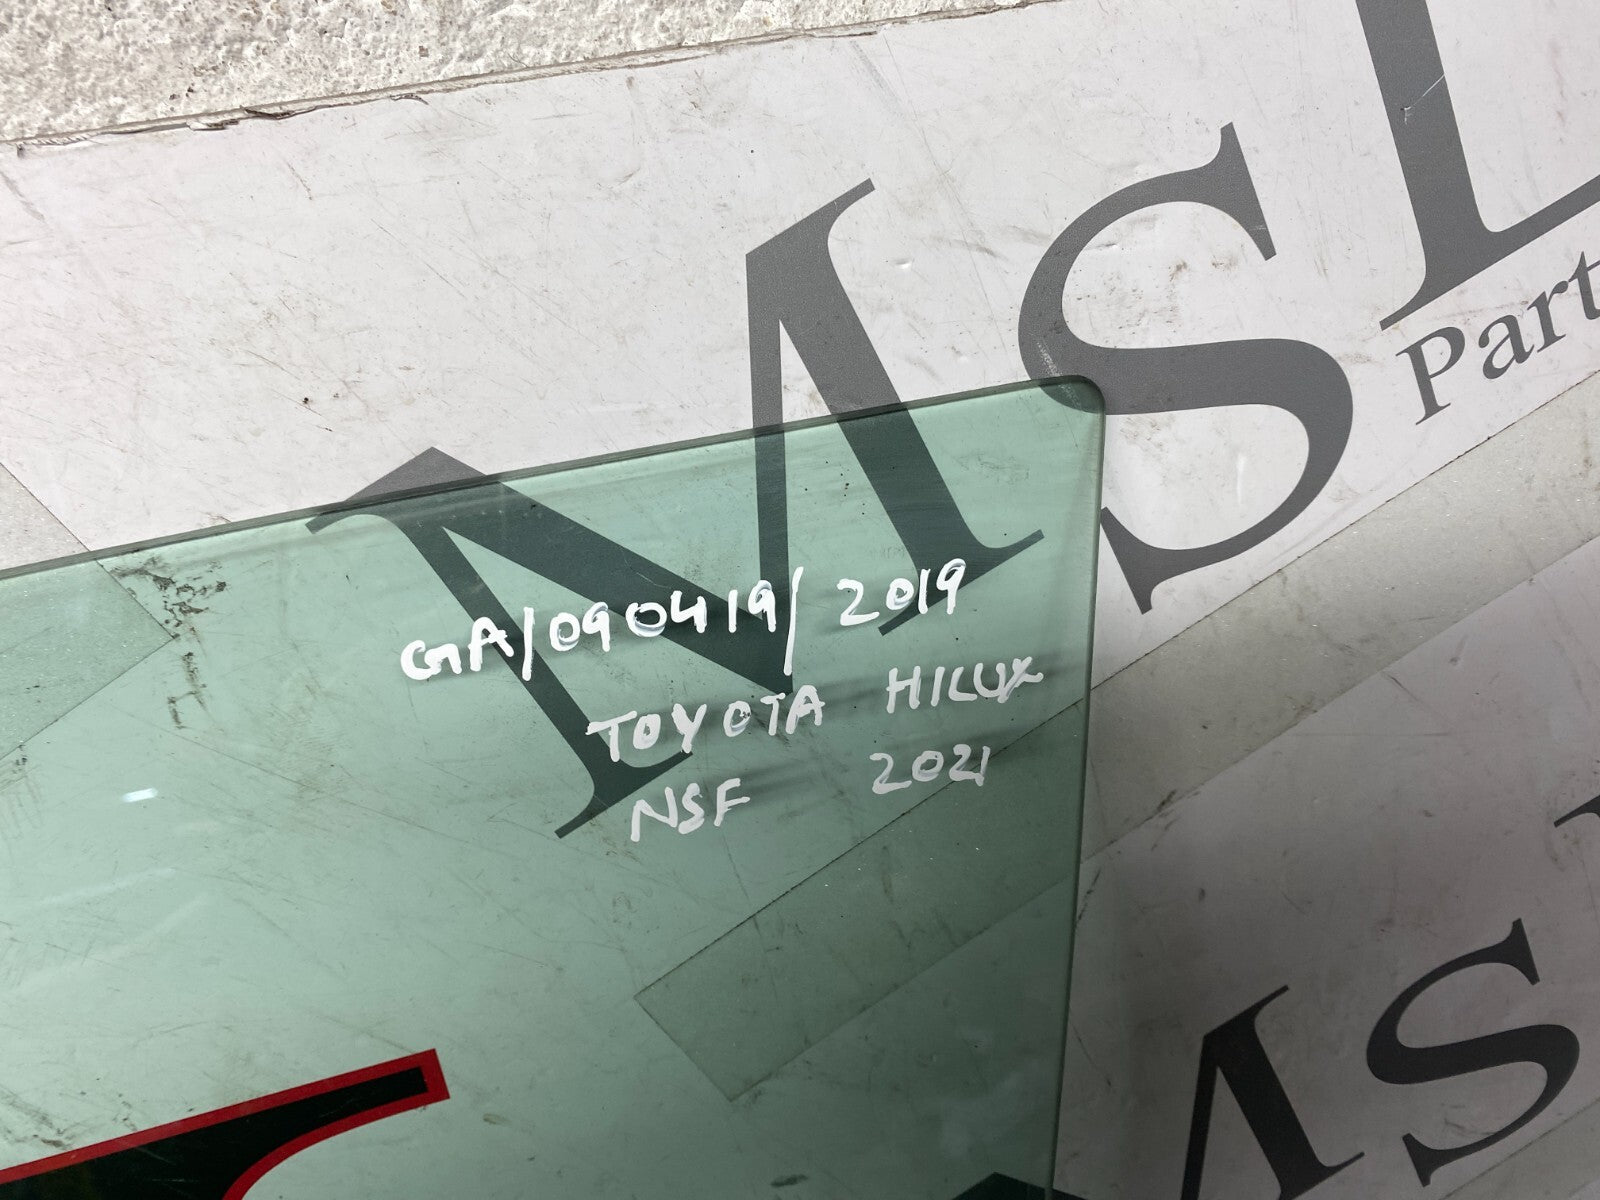 MSL
Part
GA/090419/2019
TOYOTA HILUX
NSF 2021
MS